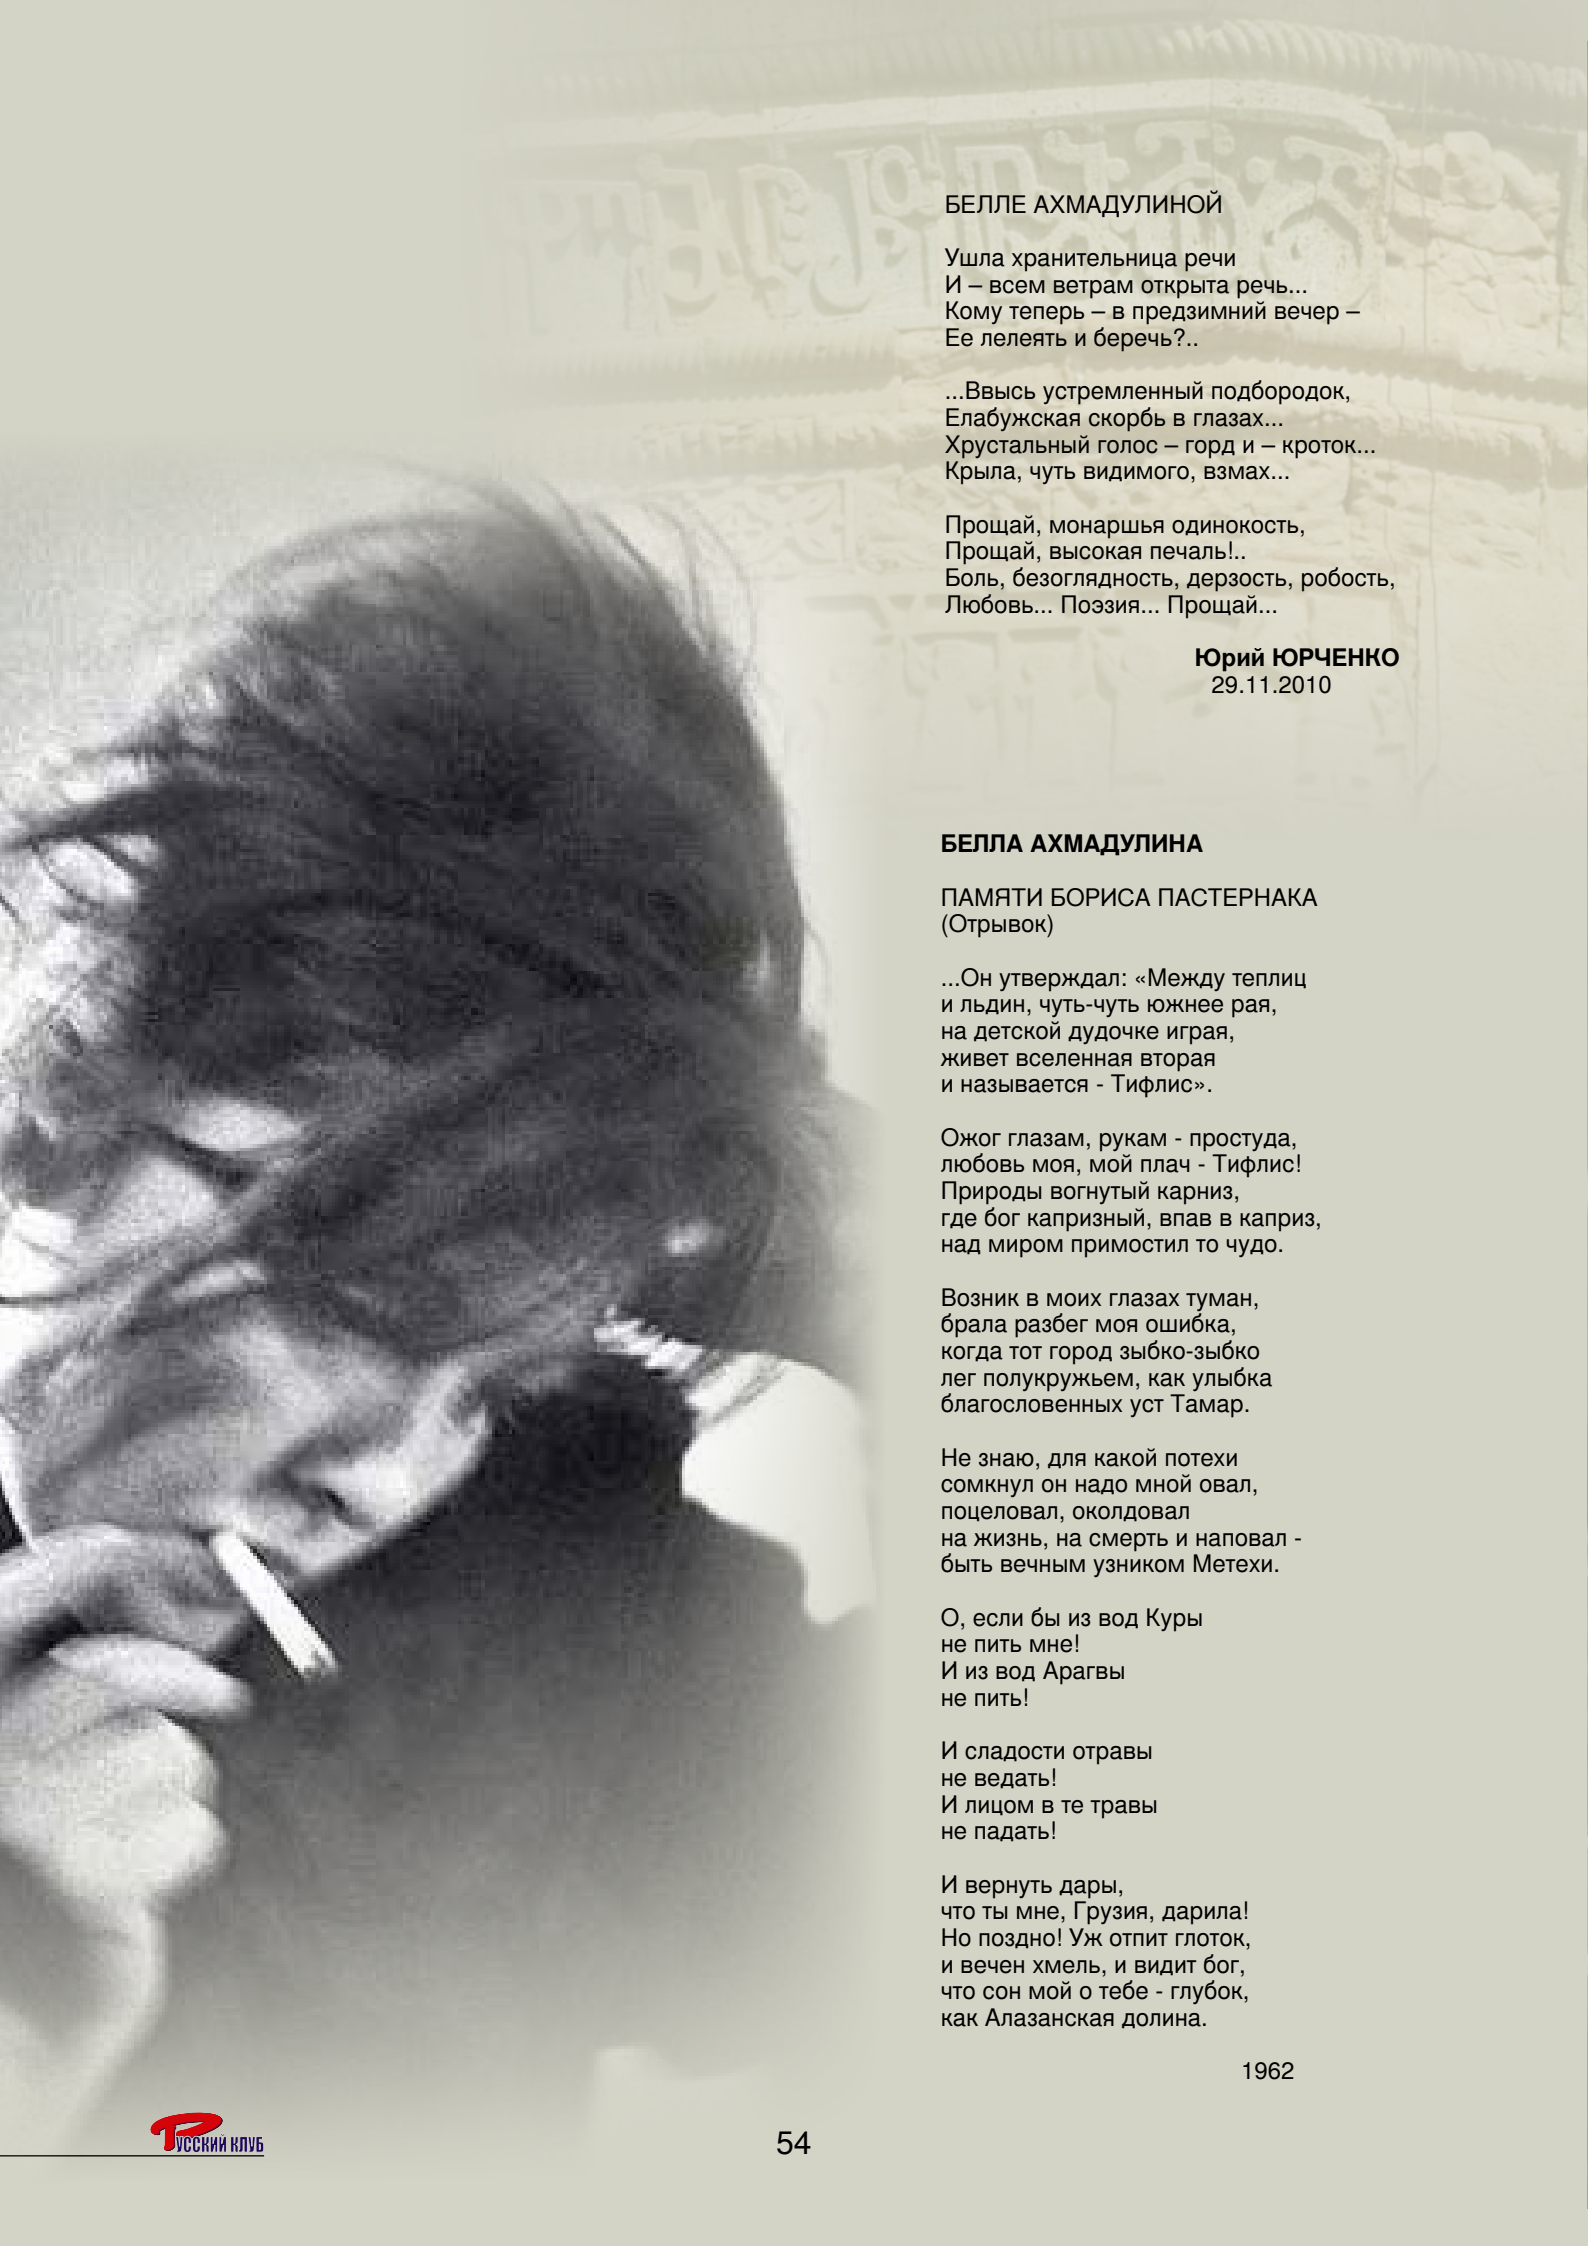 БЕЛЛЕ АХМАДУЛИНОЙ

Ушла хранительница речи
И – всем ветрам открыта речь...
Кому теперь – в предзимний вечер –
Ее лелеять и беречь?..

...Ввысь устремленный подбородок,
Елабужская скорбь в глазах...
Хрустальный голос – горд и – кроток...
Крыла, чуть видимого, взмах...

Прощай, монаршья одинокость,
Прощай, высокая печаль!..
Боль, безоглядность, дерзость, робость,
Любовь... Поэзия... Прощай...

Юрий ЮРЧЕНКО
29.11.2010

БЕЛЛА АХМАДУЛИНА

ПАМЯТИ БОРИСА ПАСТЕРНАКА
(Отрывок)

...Он утверждал: «Между теплиц
и льдин, чуть-чуть южнее рая,
на детской дудочке играя,
живет вселенная вторая
и называется - Тифлис».

Ожог глазам, рукам - простуда,
любовь моя, мой плач - Тифлис!
Природы вогнутый карниз,
где бог капризный, впав в каприз,
над миром примостил то чудо.

Возник в моих глазах туман,
брала разбег моя ошибка,
когда тот город зыбко-зыбко
лег полукружьем, как улыбка
благословенных уст Тамар.

Не знаю, для какой потехи
сомкнул он надо мной овал,
поцеловал, околдовал
на жизнь, на смерть и наповал -
быть вечным узником Метехи.

О, если бы из вод Куры
не пить мне!
И из вод Арагвы
не пить!

И сладости отравы
не ведать!
И лицом в те травы
не падать!

И вернуть дары,
что ты мне, Грузия, дарила!
Но поздно! Уж отпит глоток,
и вечен хмель, и видит бог,
что сон мой о тебе - глубок,
как Алазанская долина.

1962

РУССКИЙ КЛУБ
54